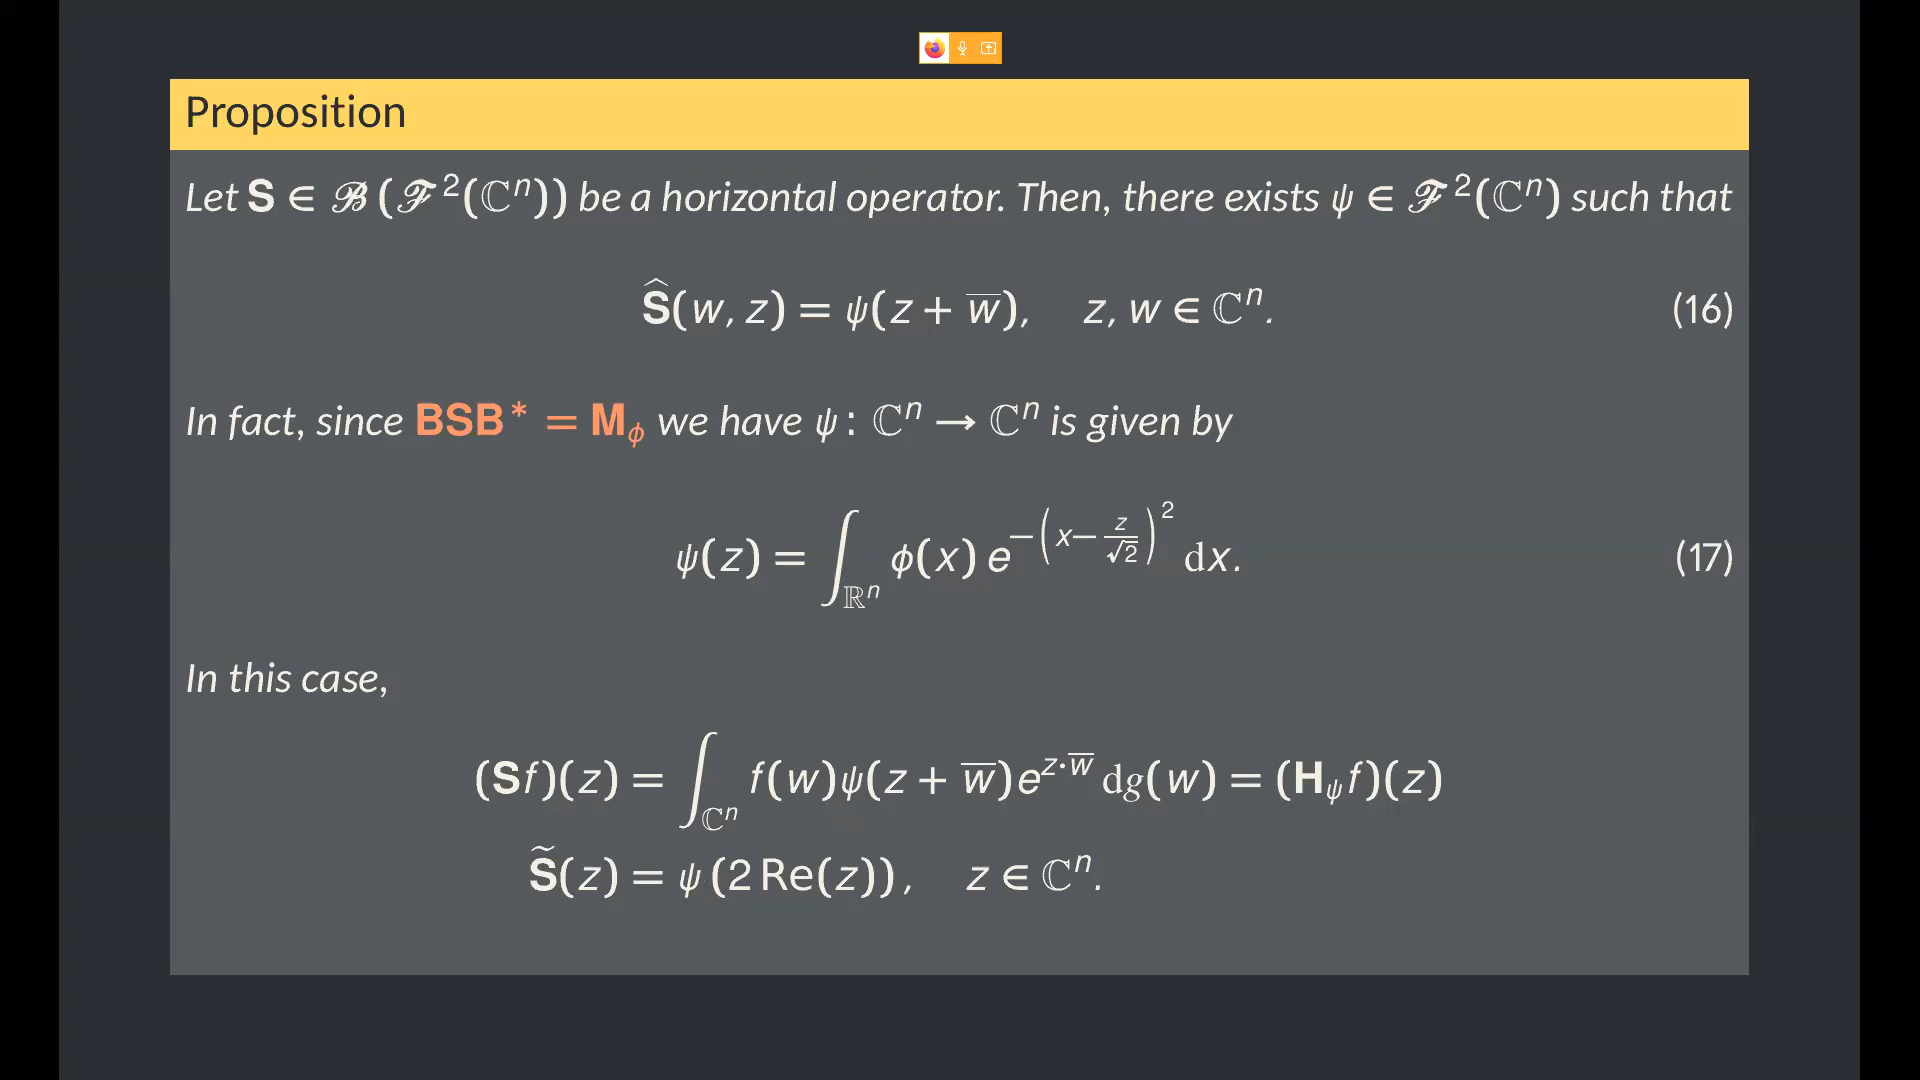 Proposition
Let S ∈ ℬ (ℱ²(ℂⁿ)) be a horizontal operator. Then, there exists ψ ∈ ℱ²(ℂⁿ) such that
Ŝ(w, z) = ψ(z + w̅), z, w ∈ ℂⁿ. (16)
In fact, since BSB* = M_ϕ we have ψ : ℂⁿ → ℂⁿ is given by
ψ(z) = ∫_{ℝⁿ} ϕ(x) e^{−(x−z/√2)²} dx. (17)
In this case,
(Sf)(z) = ∫_{ℂⁿ} f(w)ψ(z + w̅)e^{z·w̅} dg(w) = (H_ψ f)(z)
S̃(z) = ψ (2 Re(z)) , z ∈ ℂⁿ.